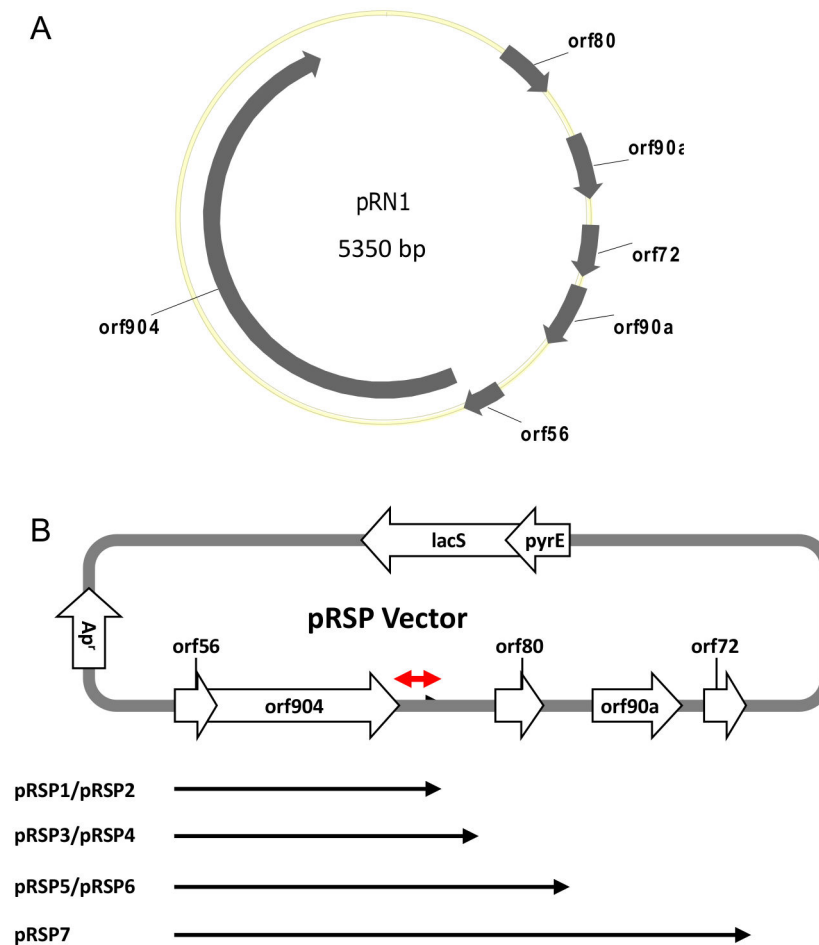 A
orf80
orf90a
pRN1
5350 bp
orf72
orf904
orf90a
orf56
B
lacS
pyrE
Apr
pRSP Vector
orf56
orf80
orf72
orf904
orf90a
pRSP1/pRSP2
pRSP3/pRSP4
pRSP5/pRSP6
pRSP7